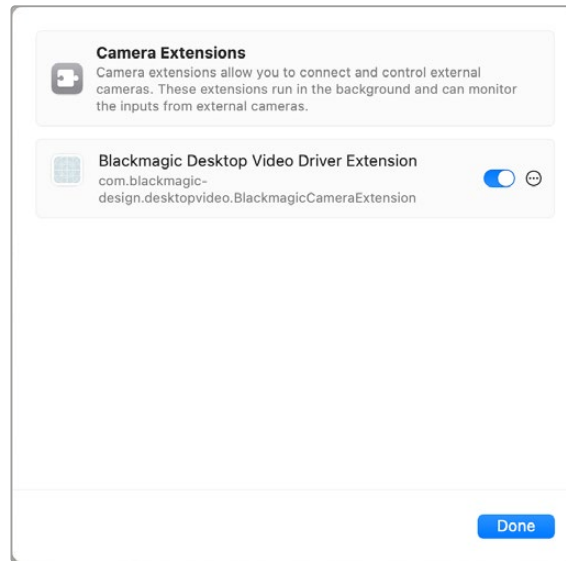 Camera Extensions
Camera extensions allow you to connect and control external
cameras. These extensions run in the background and can monitor
the inputs from external cameras.
Blackmagic Desktop Video Driver Extension
com.blackmagic-
design.desktopvideo.BlackmagicCameraExtension
Done